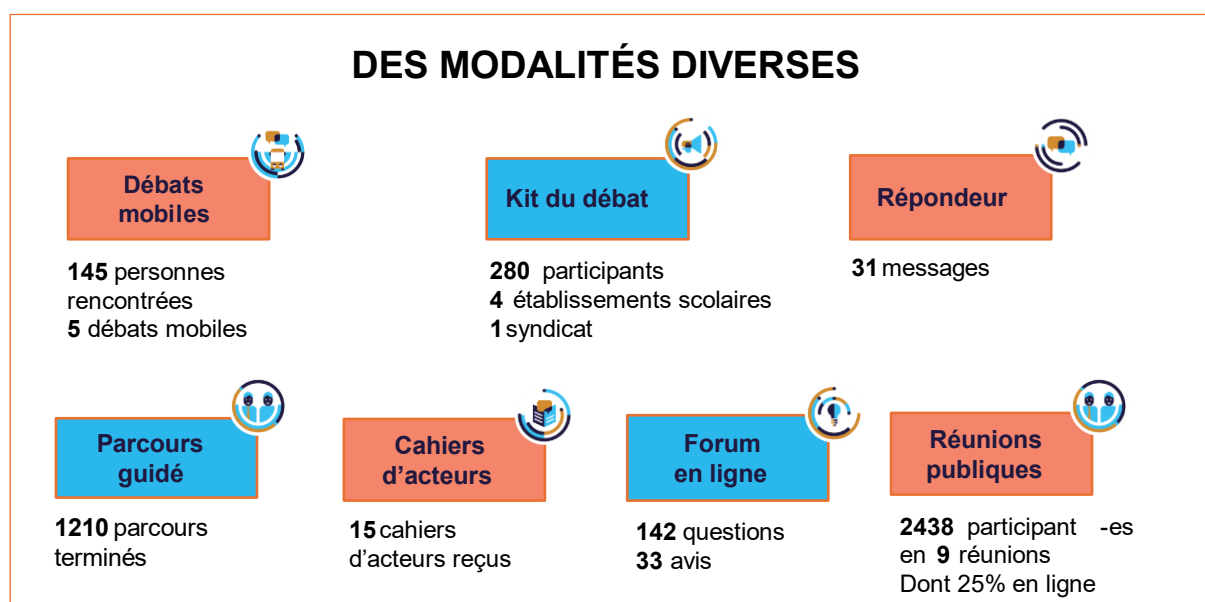 DES MODALITÉS DIVERSES
Débats
mobiles
145 personnes
rencontrées
5 débats mobiles
Kit du débat
280 participants
4 établissements scolaires
1 syndicat
Répondeur
31 messages
Parcours
guidé
1210 parcours
terminés
Cahiers
d'acteurs
15 cahiers
d'acteurs reçus
Forum
en ligne
142 questions
33 avis
Réunions
publiques
2438 participant -es
en 9 réunions
Dont 25% en ligne